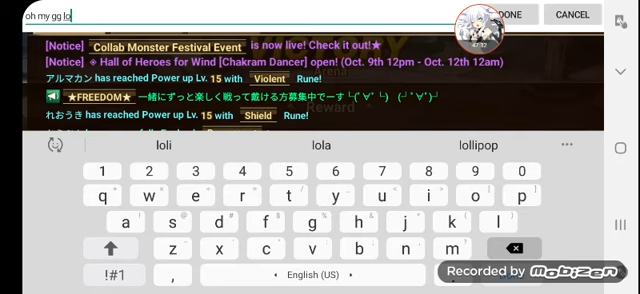 oh my gg lo
DONE
CANCEL
47:32
[Notice] Collab Monster Festival Event is now live! Check it out!★
[Notice] ※ Hall of Heroes for Wind [Chakram Dancer] open! (Oct. 9th 12pm - Oct. 12th 12am)
アルマカン has reached Power up Lv. 15 with Violent Rune!
★FREEDOM★ 一緒にずっと楽しく戦って戴ける方募集中でーす╰(*ﾟ∀ﾟ╰) (╯*ﾟ∀ﾟ)╯
れおうき has reached Power up Lv. 15 with Shield Rune!
Reward
loli lola lollipop
1 2 3 4 5 6 7 8 9 0
q w e r t y u i o p
a s d f g h j k l
z x c v b n m
!#1 , English (US)
Recorded by MOBIZEN